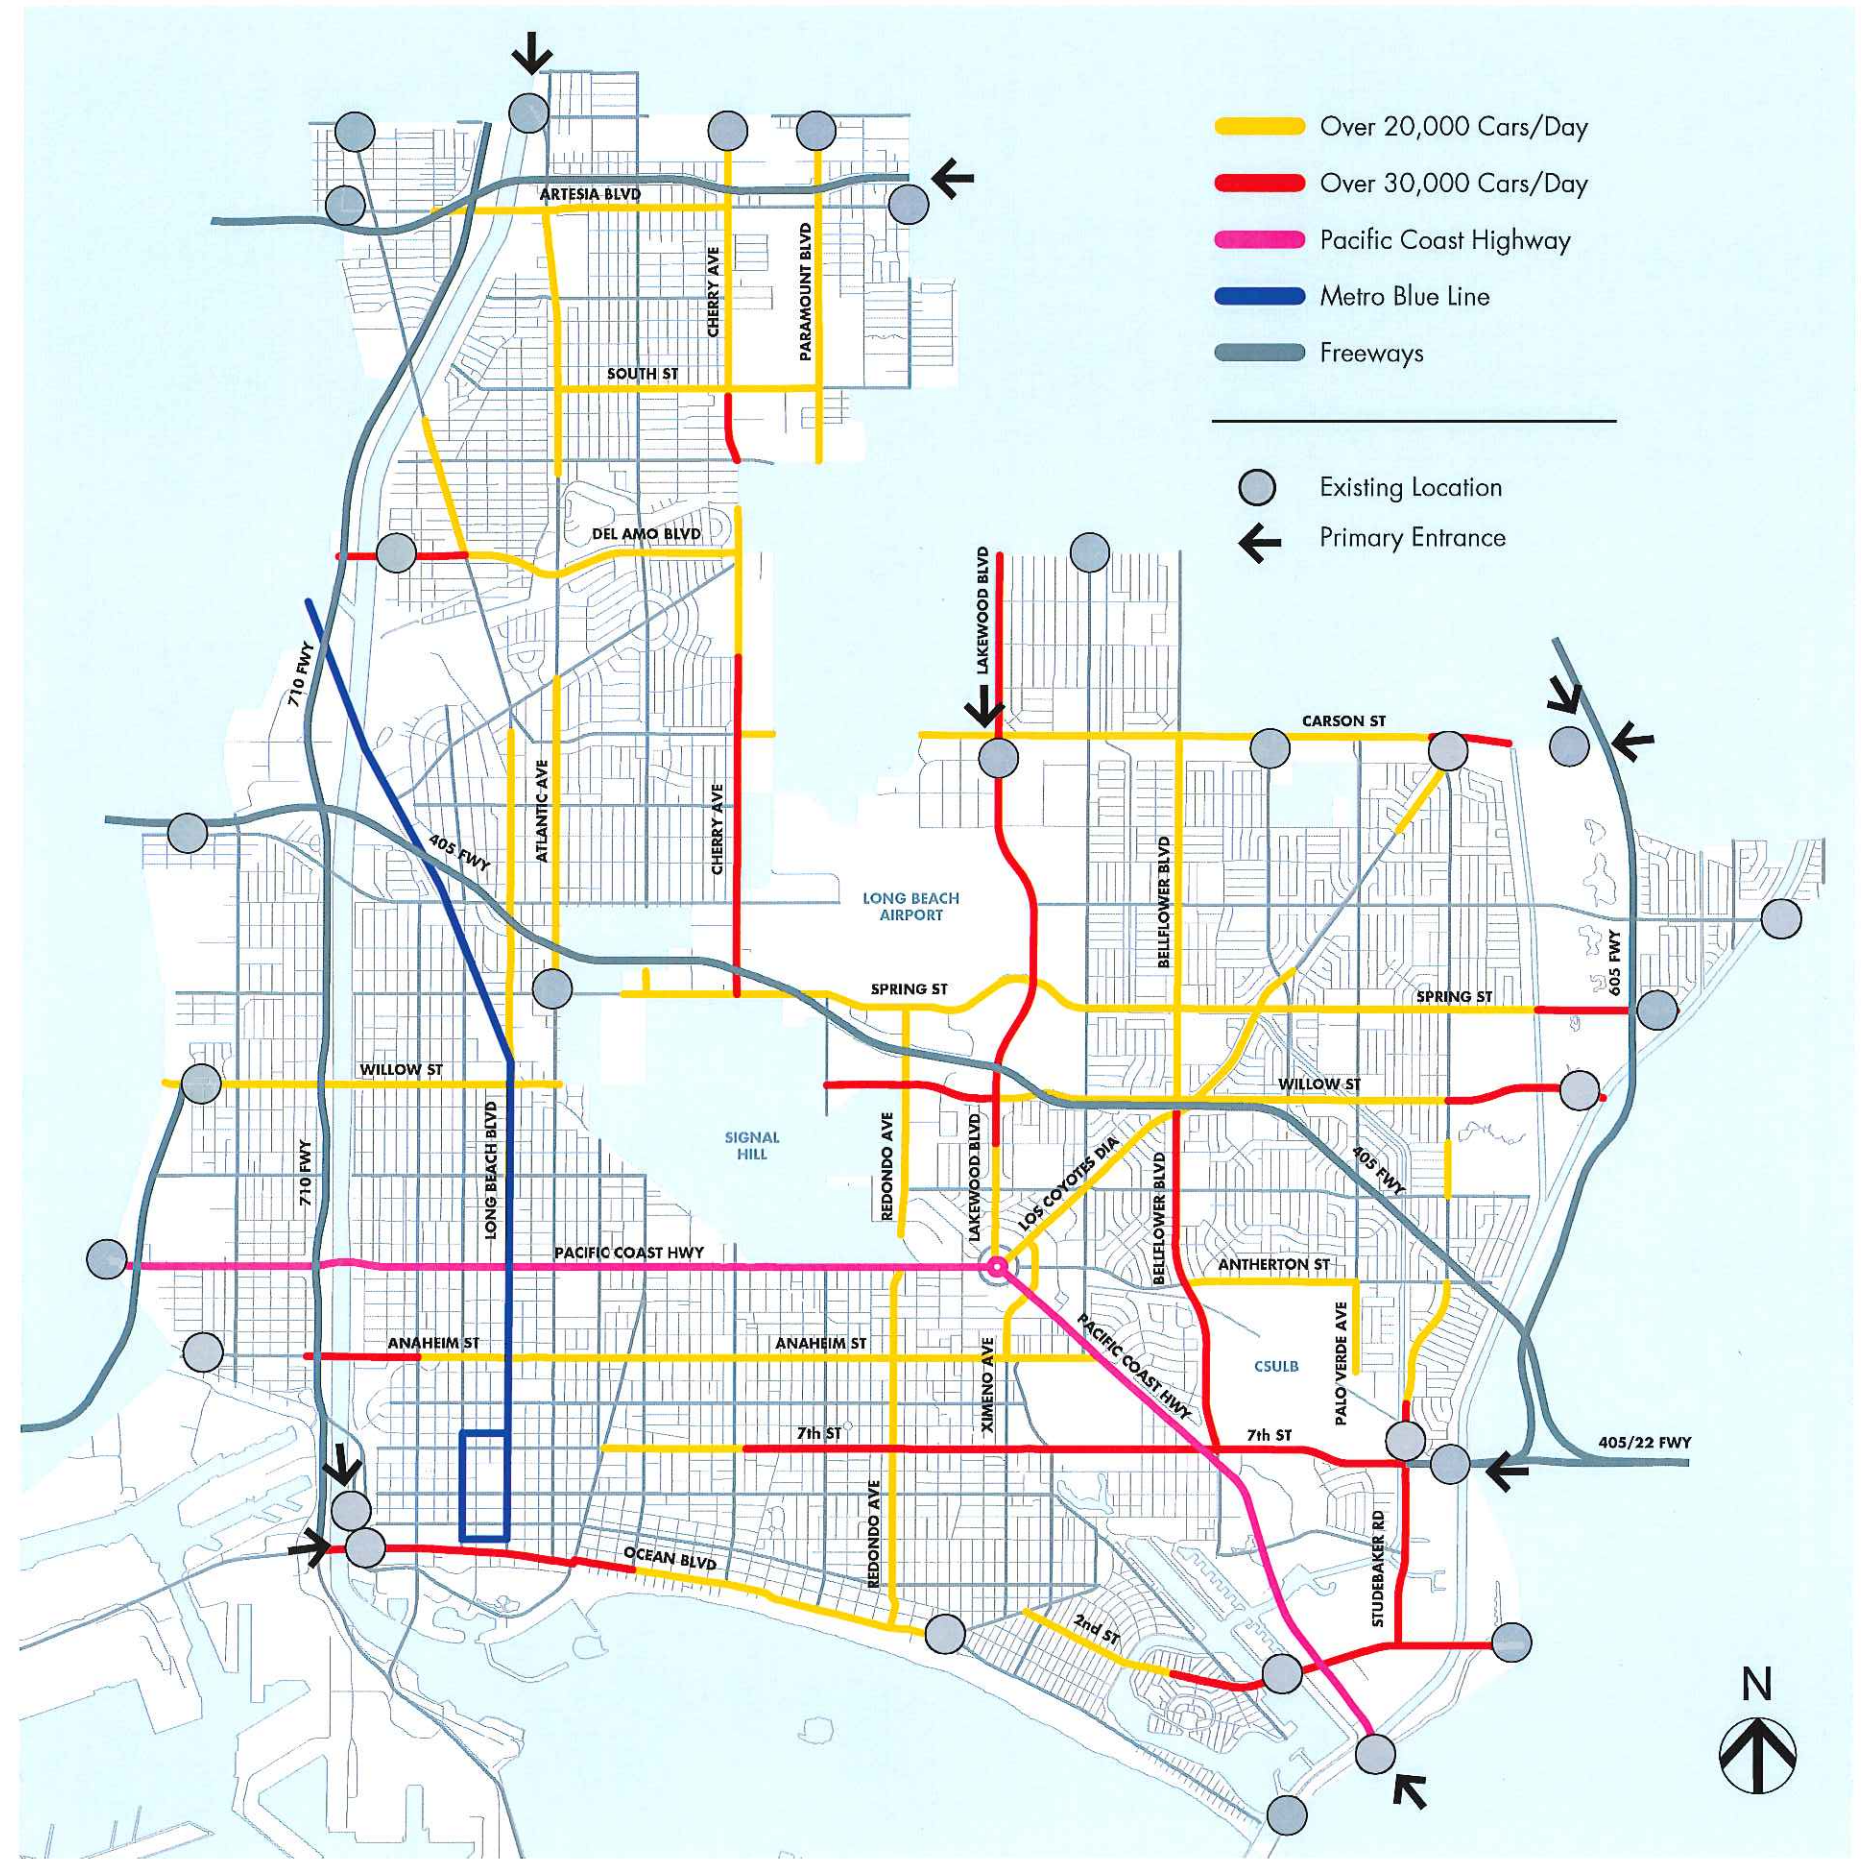 Over 20,000 Cars/Day
Over 30,000 Cars/Day
Pacific Coast Highway
Metro Blue Line
Freeways
Existing Location
Primary Entrance
ARTESIA BLVD
CHERRY AVE
PARAMOUNT BLVD
SOUTH ST
DEL AMO BLVD
LAKEWOOD BLVD
710 FWY
CARSON ST
ATLANTIC AVE
CHERRY AVE
405 FWY
BELLFLOWER BLVD
LONG BEACH
AIRPORT
605 FWY
SPRING ST
SPRING ST
WILLOW ST
WILLOW ST
LONG BEACH BLVD
710 FWY
SIGNAL
HILL
REDONDO AVE
LAKEWOOD BLVD
LOS COYOTES DIA
BELLFLOWER BLVD
405 FWY
PACIFIC COAST HWY
ANTHERTON ST
ANAHEIM ST
ANAHEIM ST
XIMENO AVE
PACIFIC COAST HWY
CSULB
PALO VERDE AVE
7th ST
7th ST
405/22 FWY
REDONDO AVE
OCEAN BLVD
STUDEBAKER RD
2nd ST
N